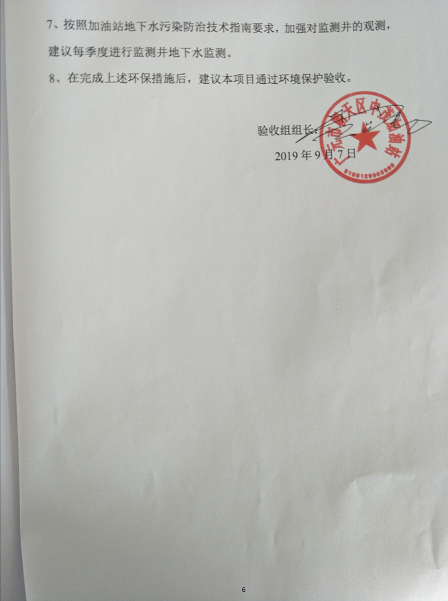 7、按照加油站地下水污染防治技术指南要求，加强对监测井的观测，
建议每季度进行监测井地下水监测。
8、在完成上述环保措施后，建议本项目通过环境保护验收。
验收组组长：
2019年9月7日
6